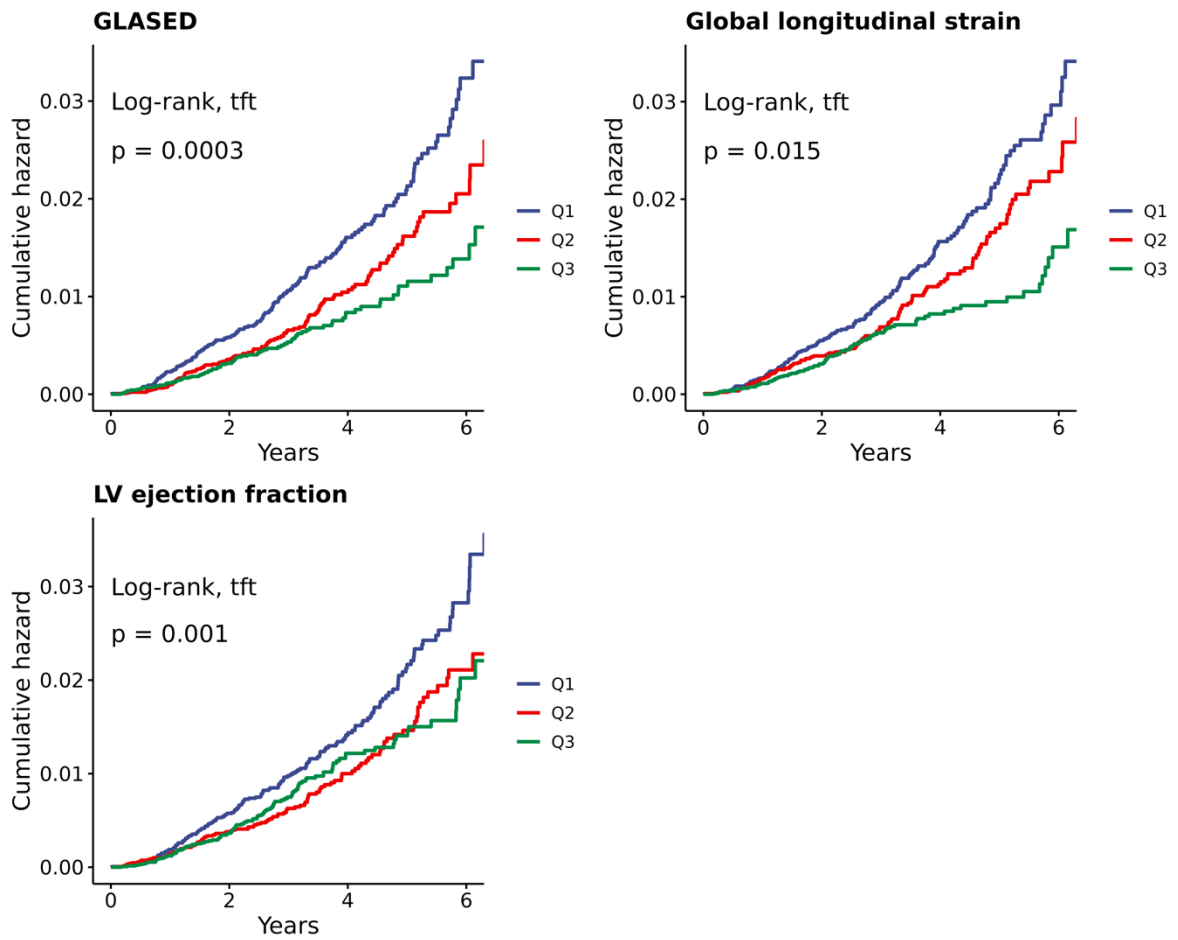 GLASED
Log-rank, tft
p = 0.0003
Cumulative hazard
0.03
0.02
0.01
0.00
0 2 4 6
Years
Q1
Q2
Q3
Global longitudinal strain
Log-rank, tft
p = 0.015
Cumulative hazard
0.03
0.02
0.01
0.00
0 2 4 6
Years
Q1
Q2
Q3
LV ejection fraction
Log-rank, tft
p = 0.001
Cumulative hazard
0.03
0.02
0.01
0.00
0 2 4 6
Years
Q1
Q2
Q3